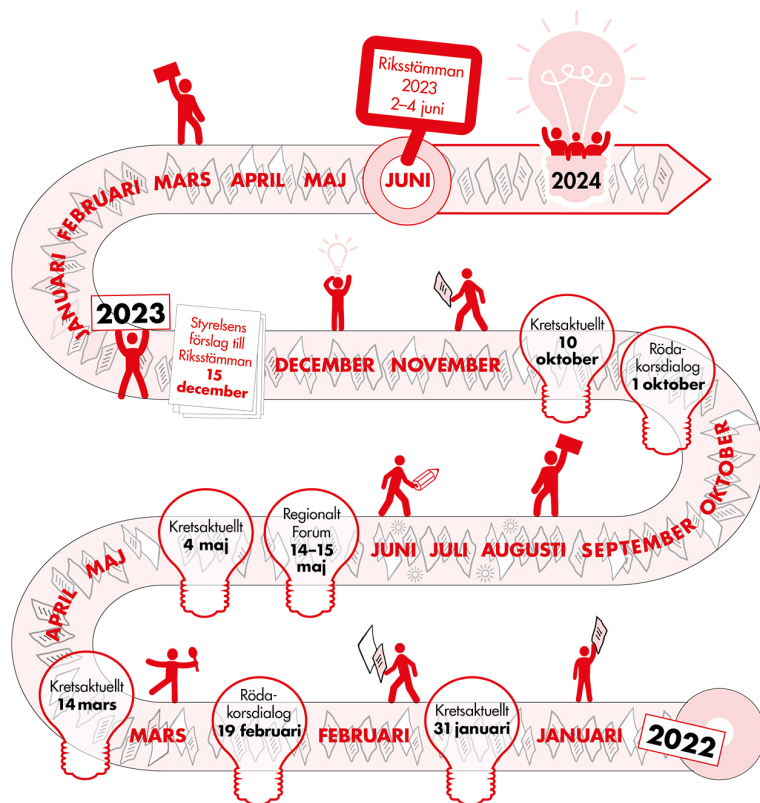 Riksstämman
2023
2–4 juni
JANUARI FEBRUARI MARS APRIL MAJ JUNI 2024
2023
Styrelsens
förslag till
Riksstämman
15
december
DECEMBER NOVEMBER
Kretsaktuellt
10
oktober
Röda-
korsdialog
1 oktober
Kretsaktuellt
4 maj
Regionalt
Forum
14–15
maj
APRIL MAJ JUNI JULI AUGUSTI SEPTEMBER OKTOBER
Kretsaktuellt
14 mars
MARS
Röda-
korsdialog
19 februari
FEBRUARI
Kretsaktuellt
31 januari
JANUARI
2022